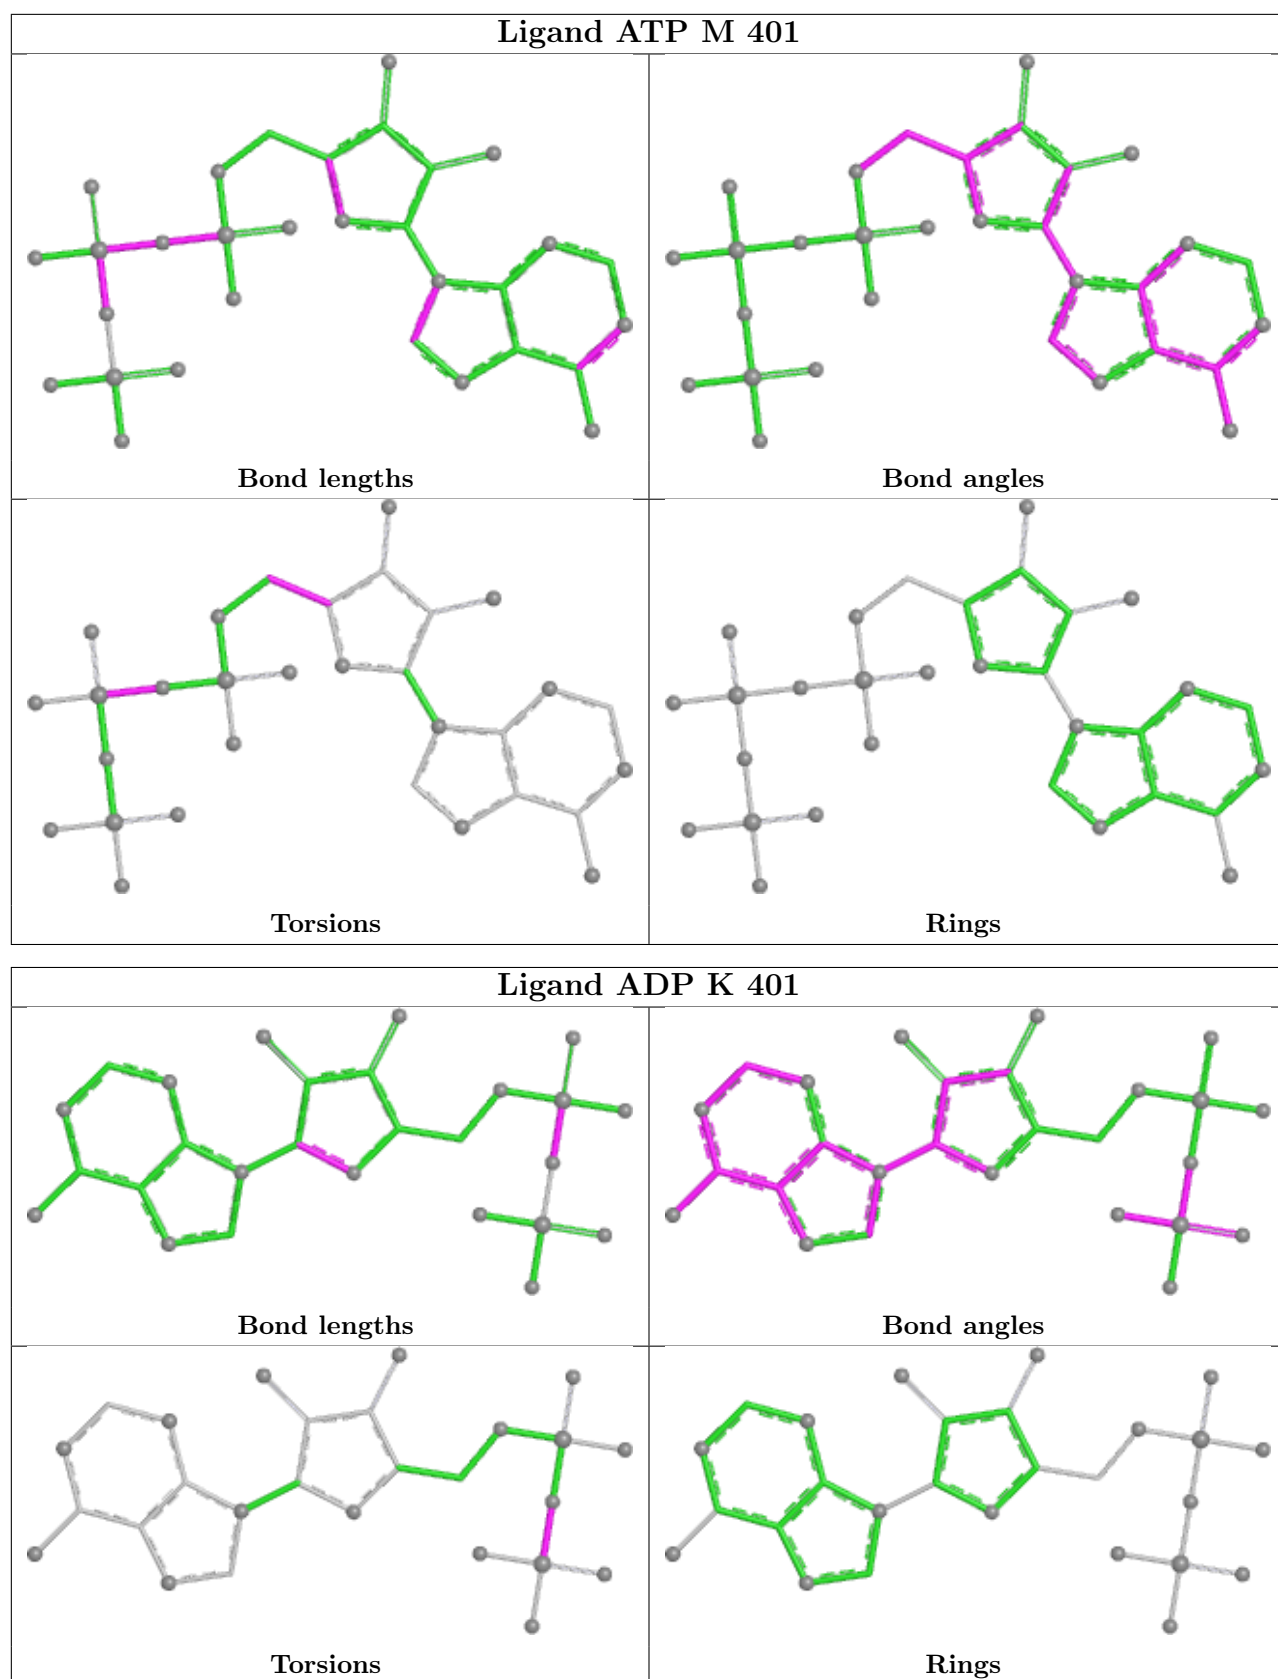 Ligand ATP M 401
Bond lengths
Bond angles
Torsions
Rings
Ligand ADP K 401
Bond lengths
Bond angles
Torsions
Rings